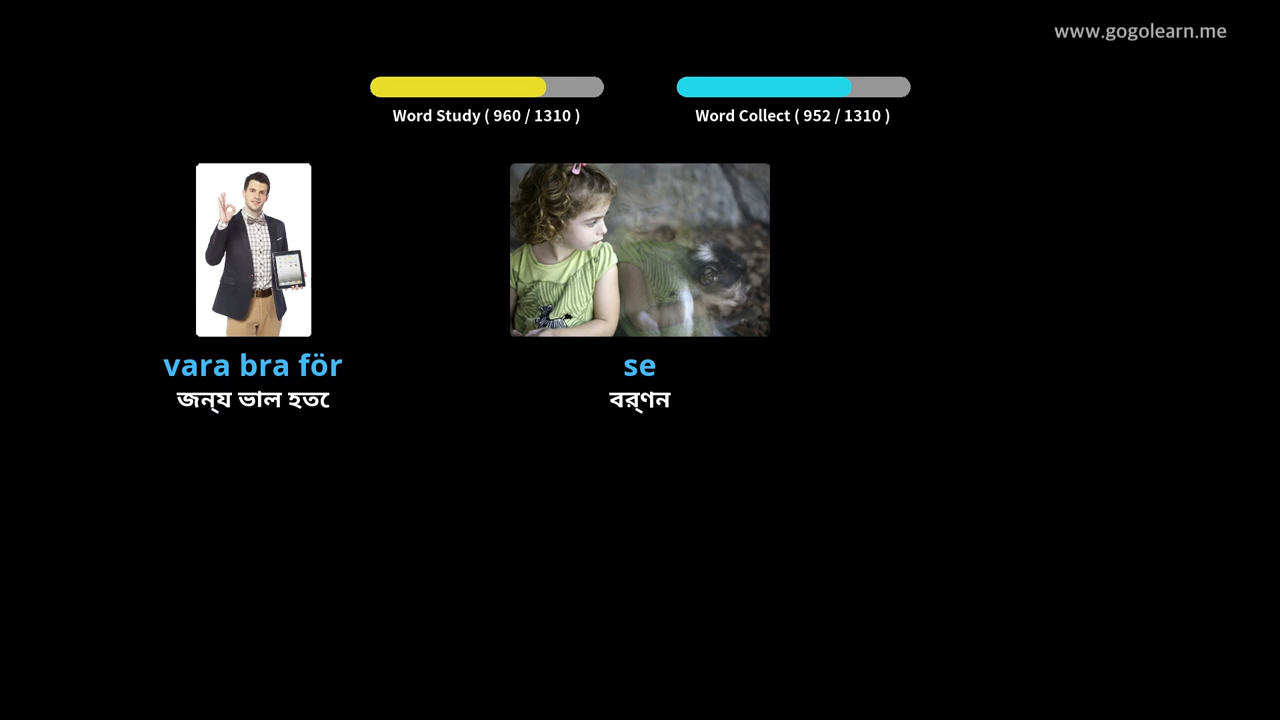 www.gogolearn.me
Word Study ( 960 / 1310 )
Word Collect ( 952 / 1310 )
vara bra för
জন্য ভাল হতে
se
বর্ণন